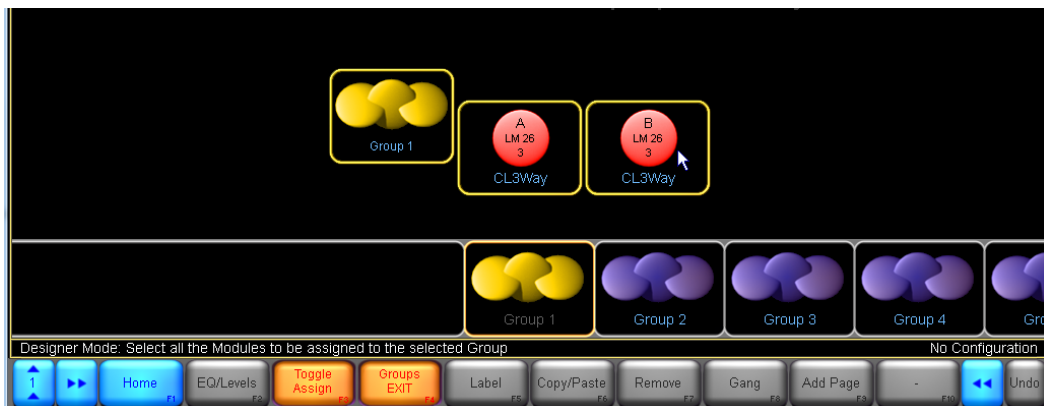 Group 1
A
LM 26
3
CL3Way
B
LM 26
3
CL3Way
Group 1
Group 2
Group 3
Group 4
Gro
Designer Mode: Select all the Modules to be assigned to the selected Group
No Configuration
1
Home
F1
EQ/Levels
F2
Toggle
Assign
F3
Groups
EXIT
F4
Label
F5
Copy/Paste
F6
Remove
F7
Gang
F8
Add Page
F9
-
F10
Undo